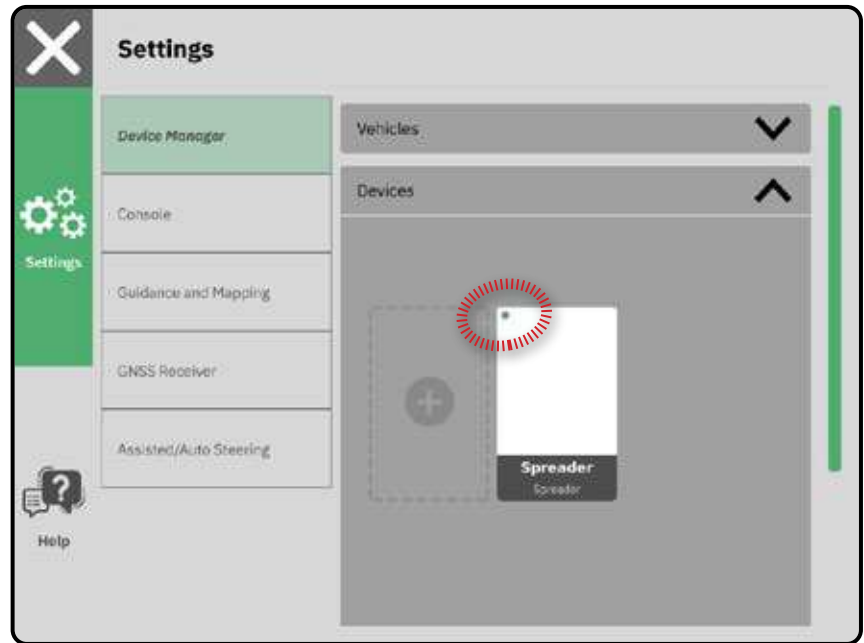 Settings
Device Manager
Console
Guidance and Mapping
GNSS Receiver
Assisted/Auto Steering
Vehicles
Devices
Spreader
Spreader
Settings
Help